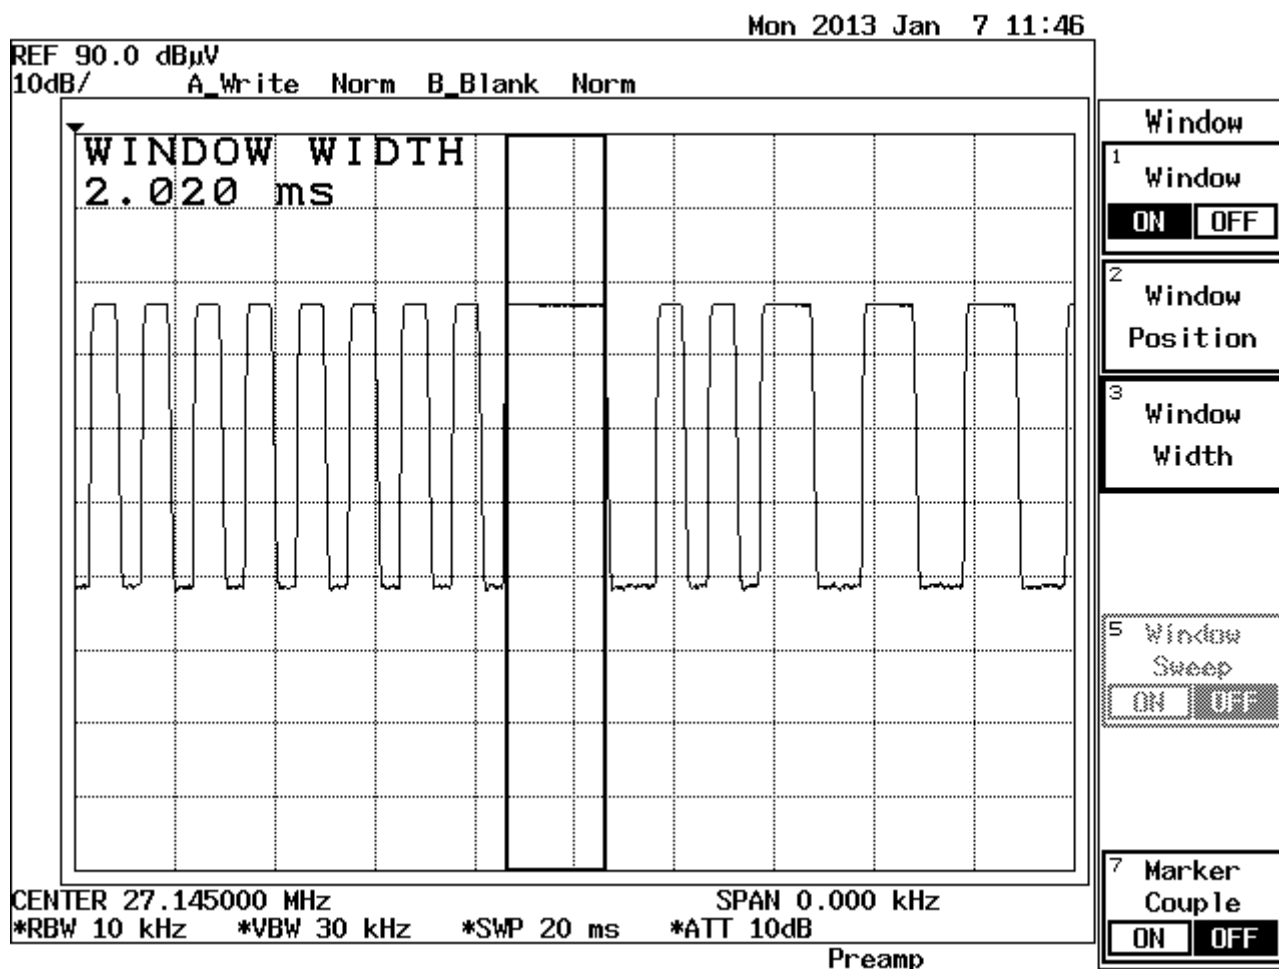 Mon 2013 Jan 7 11:46
REF 90.0 dBµV
10dB/ A_Write Norm B_Blank Norm
WINDOW WIDTH
2.020 ms
CENTER 27.145000 MHz SPAN 0.000 kHz
*RBW 10 kHz *VBW 30 kHz *SWP 20 ms *ATT 10dB
Preamp
Window
1
Window
ON OFF
2
Window
Position
3
Window
Width
5
Window
Sweep
ON OFF
7
Marker
Couple
ON OFF